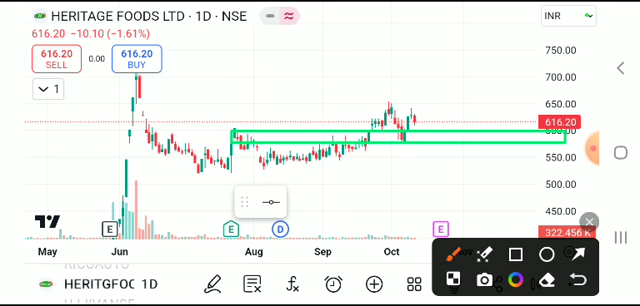 HERITAGE FOODS LTD · 1D · NSE
INR
616.20 −10.10 (−1.61%)
616.20
SELL
0.00
616.20
BUY
1
750.00
700.00
650.00
616.20
600.00
550.00
500.00
450.00
322.456 K
E
E
D
E
May
Jun
Aug
Sep
Oct
HERITGFOC 1D